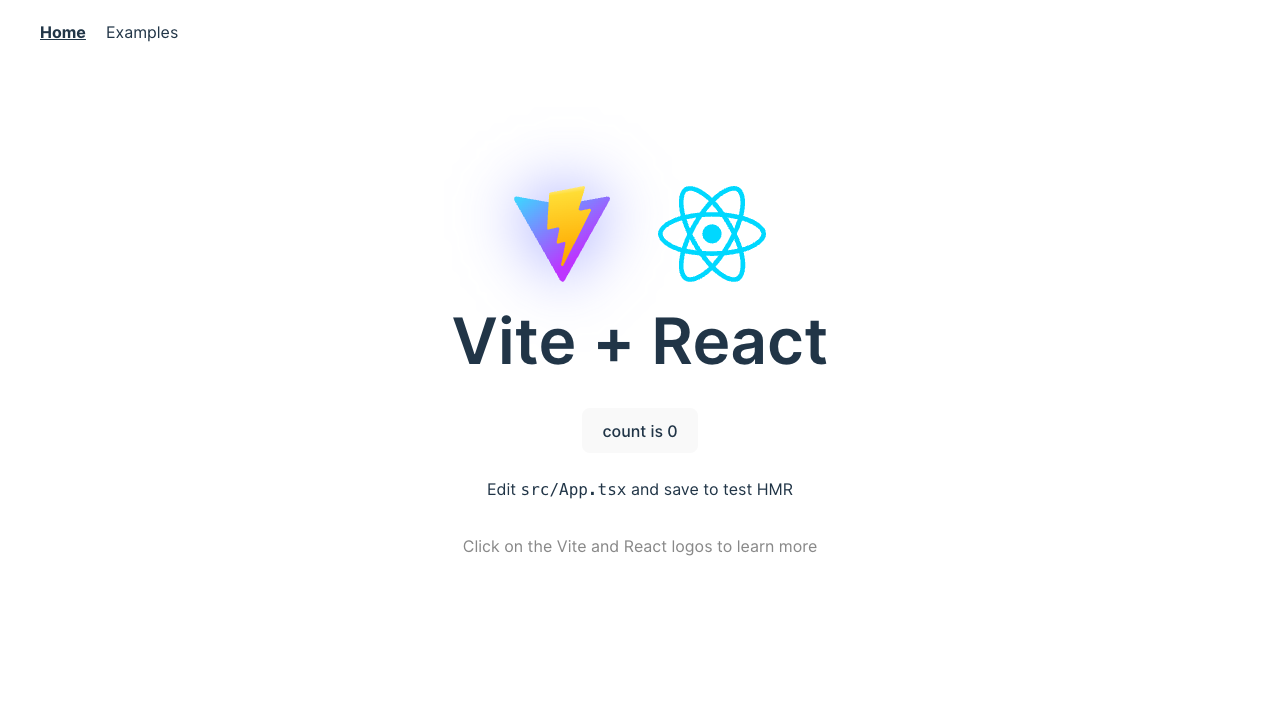 Home Examples
Vite + React
count is 0
Edit src/App.tsx and save to test HMR
Click on the Vite and React logos to learn more